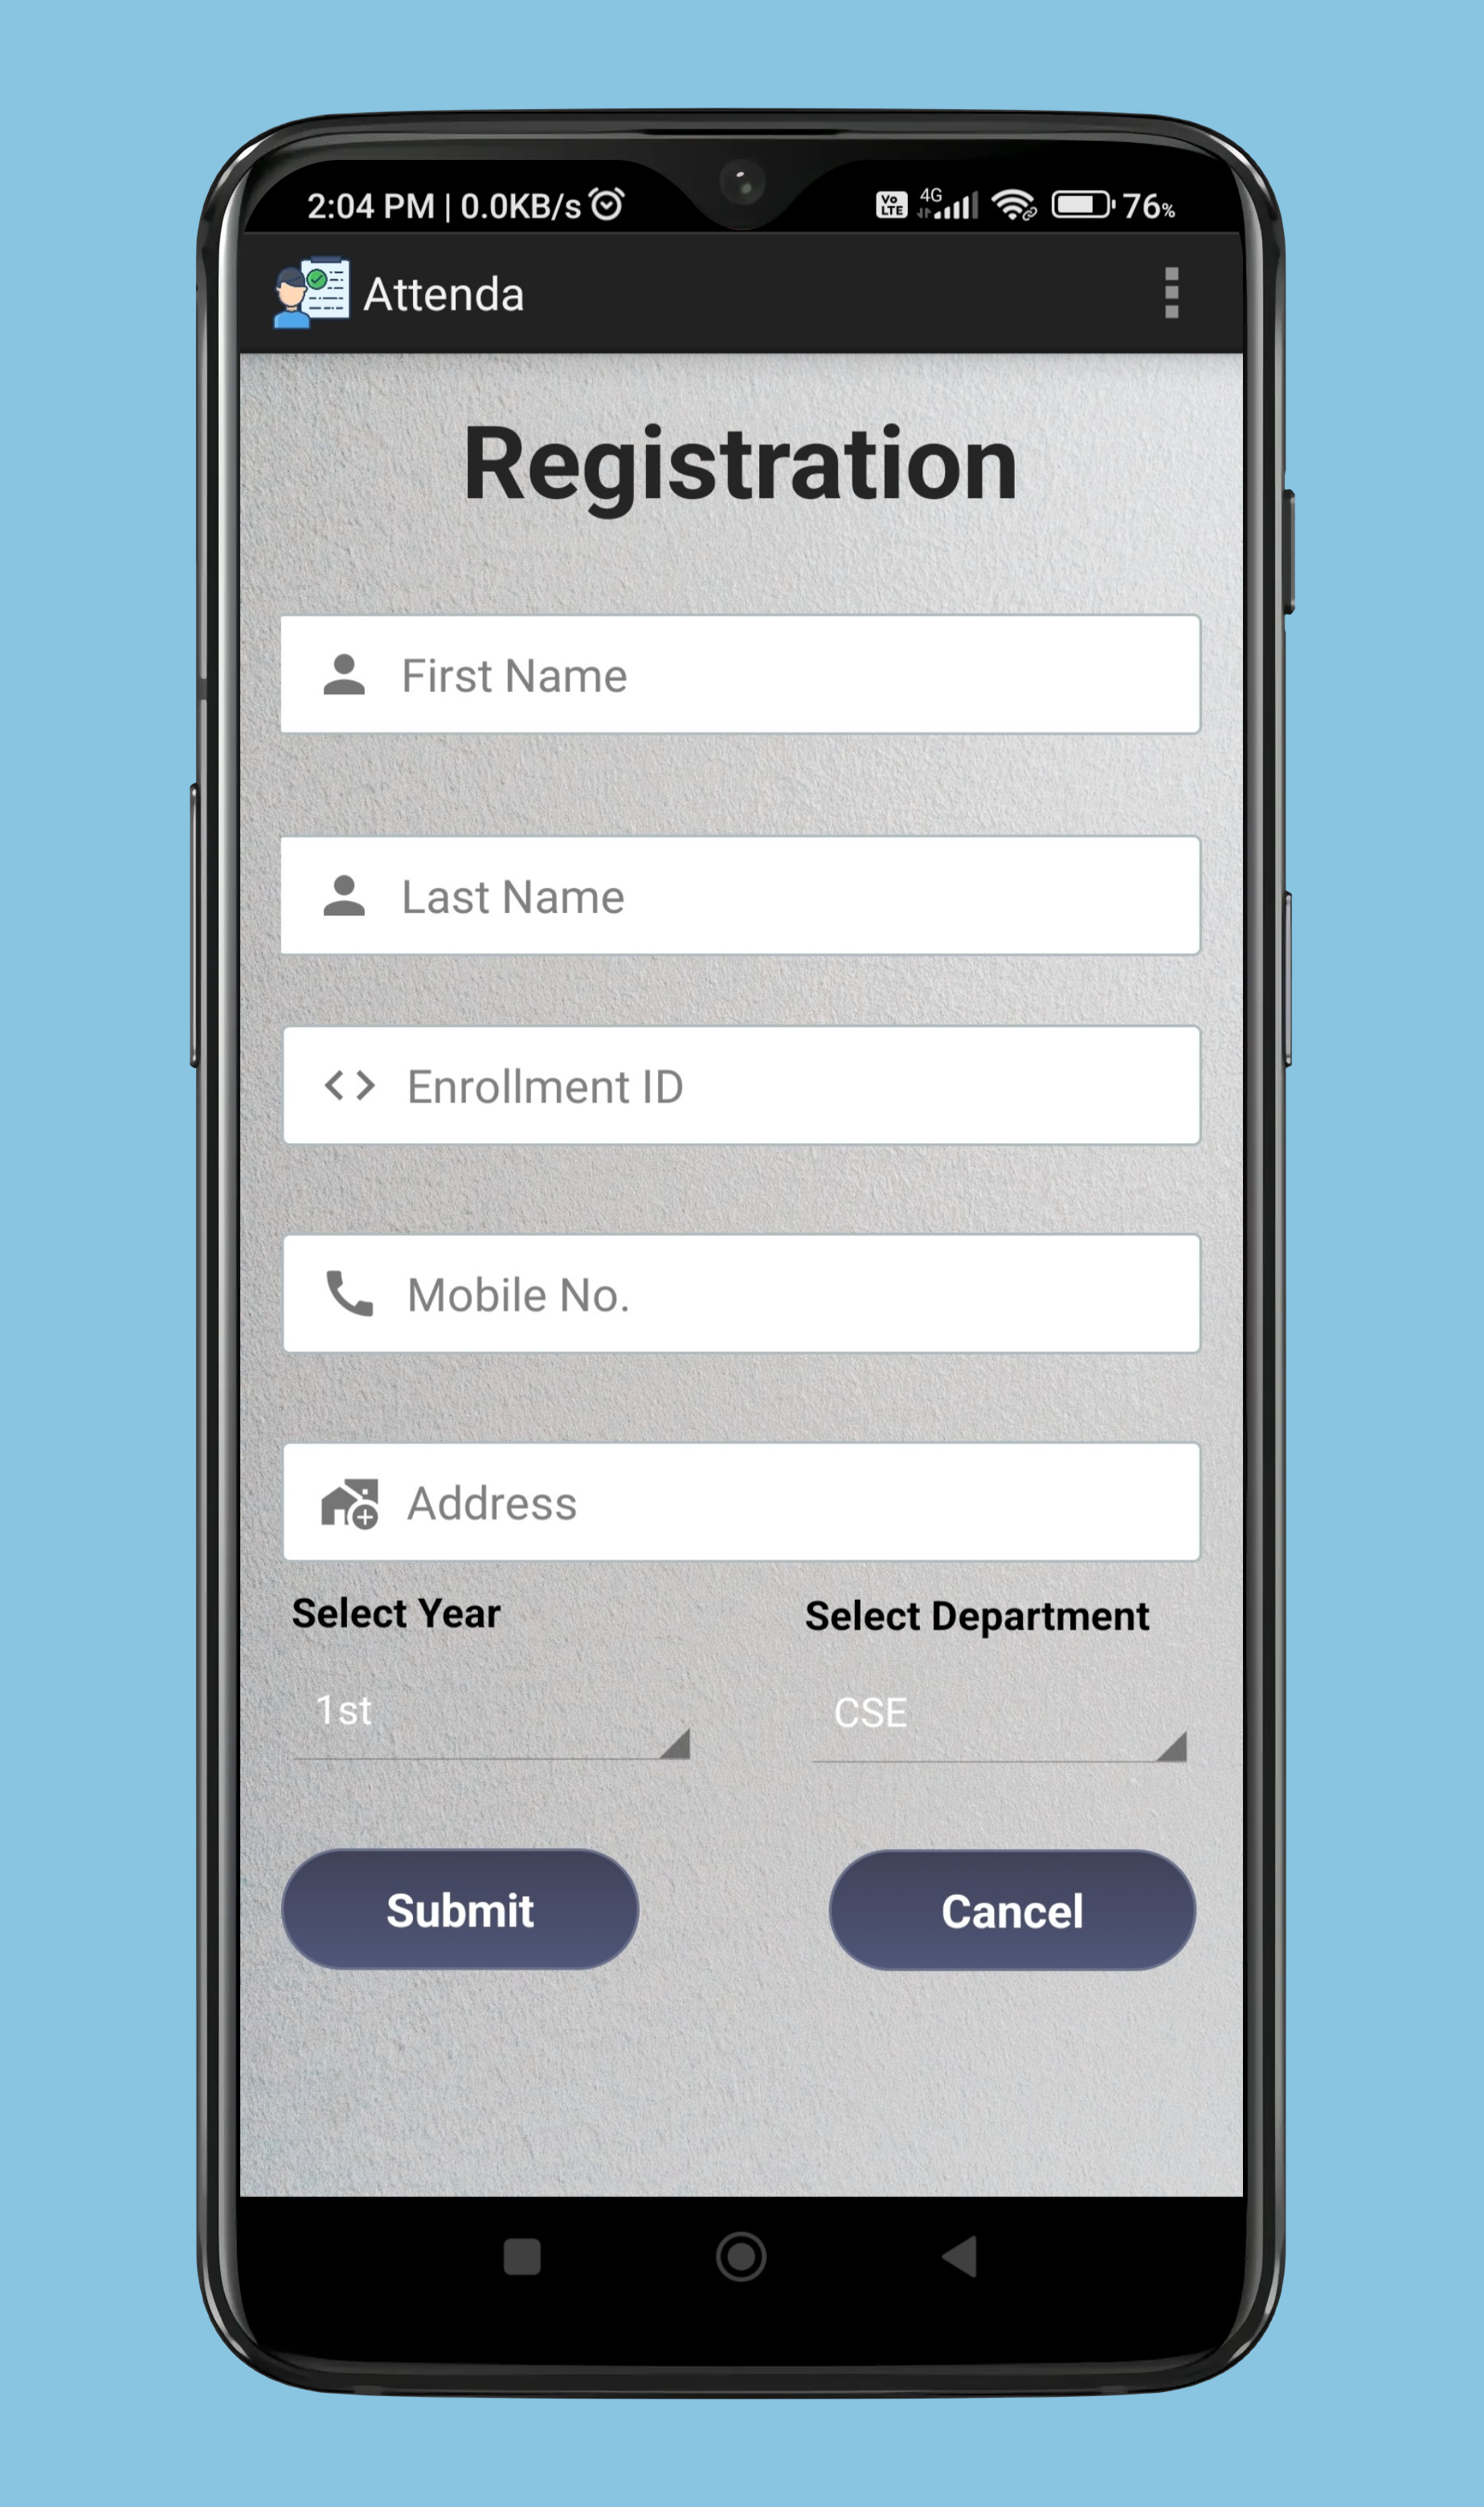 2:04 PM | 0.0KB/s Vo LTE 4G 76%
Attenda
Registration
First Name
Last Name
Enrollment ID
Mobile No.
Address
Select Year Select Department
1st CSE
Submit Cancel